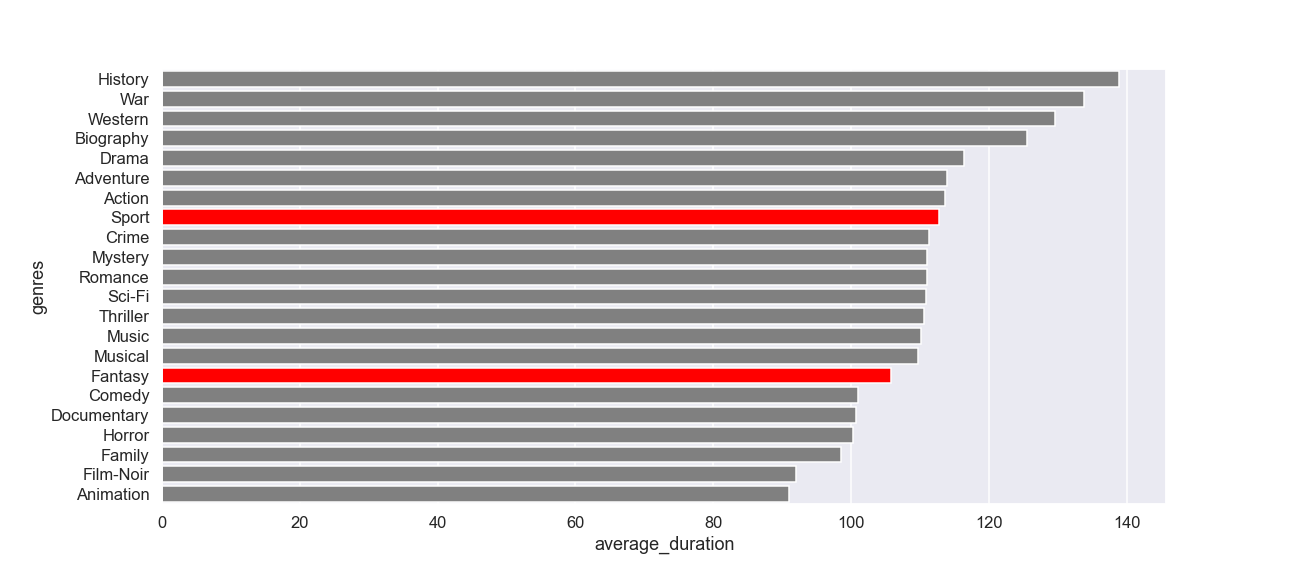 History
War
Western
Biography
Drama
Adventure
Action
Sport
Crime
Mystery
Romance
Sci-Fi
Thriller
Music
Musical
Fantasy
Comedy
Documentary
Horror
Family
Film-Noir
Animation
genres
0 20 40 60 80 100 120 140
average_duration